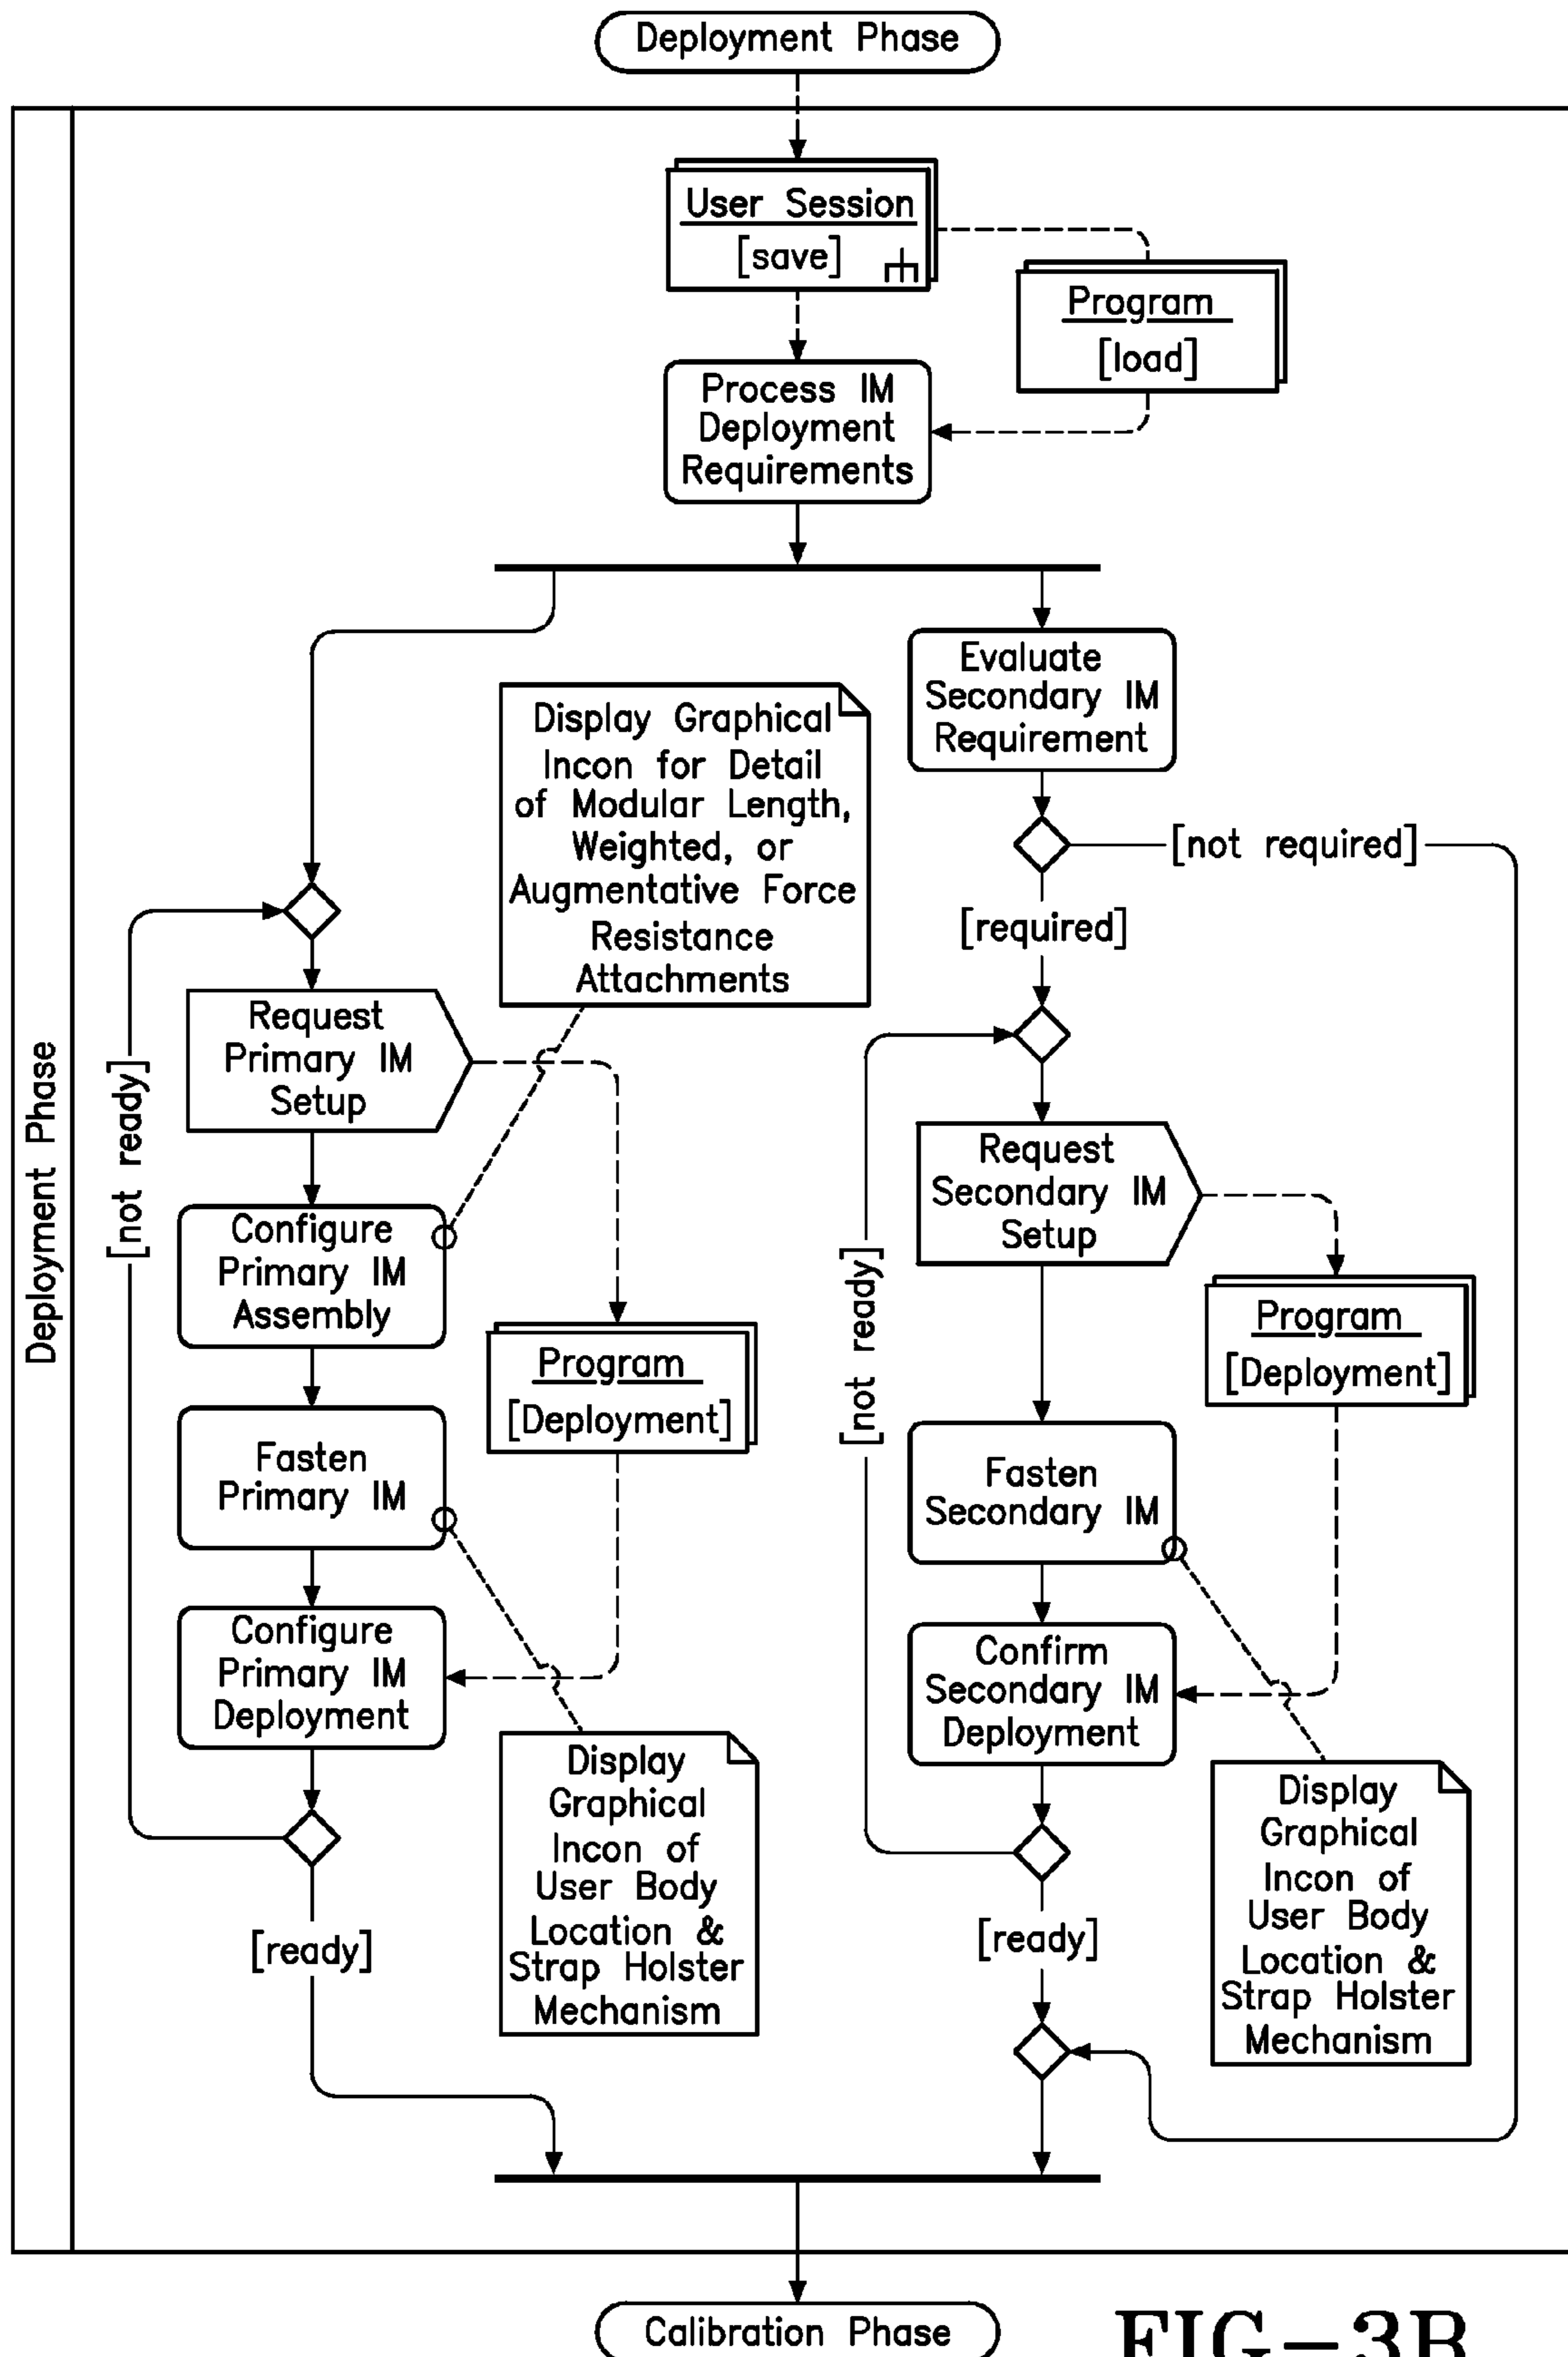 Deployment Phase
User Session
[save]
Program
[load]
Process IM
Deployment
Requirements
Evaluate
Secondary IM
Requirement
Display Graphical
Incon for Detail
of Modular Length,
Weighted, or
Augmentative Force
Resistance
Attachments
[not required]
[required]
Request
Primary IM
Setup
[not ready]
Deployment Phase
Configure
Primary IM
Assembly
Program
[Deployment]
Fasten
Primary IM
Configure
Primary IM
Deployment
Display
Graphical
Incon of
User Body
Location &
Strap Holster
Mechanism
[ready]
Request
Secondary IM
Setup
[not ready]
Program
[Deployment]
Fasten
Secondary IM
Confirm
Secondary IM
Deployment
Display
Graphical
Incon of
User Body
Location &
Strap Holster
Mechanism
[ready]
Calibration Phase
FIG-3B